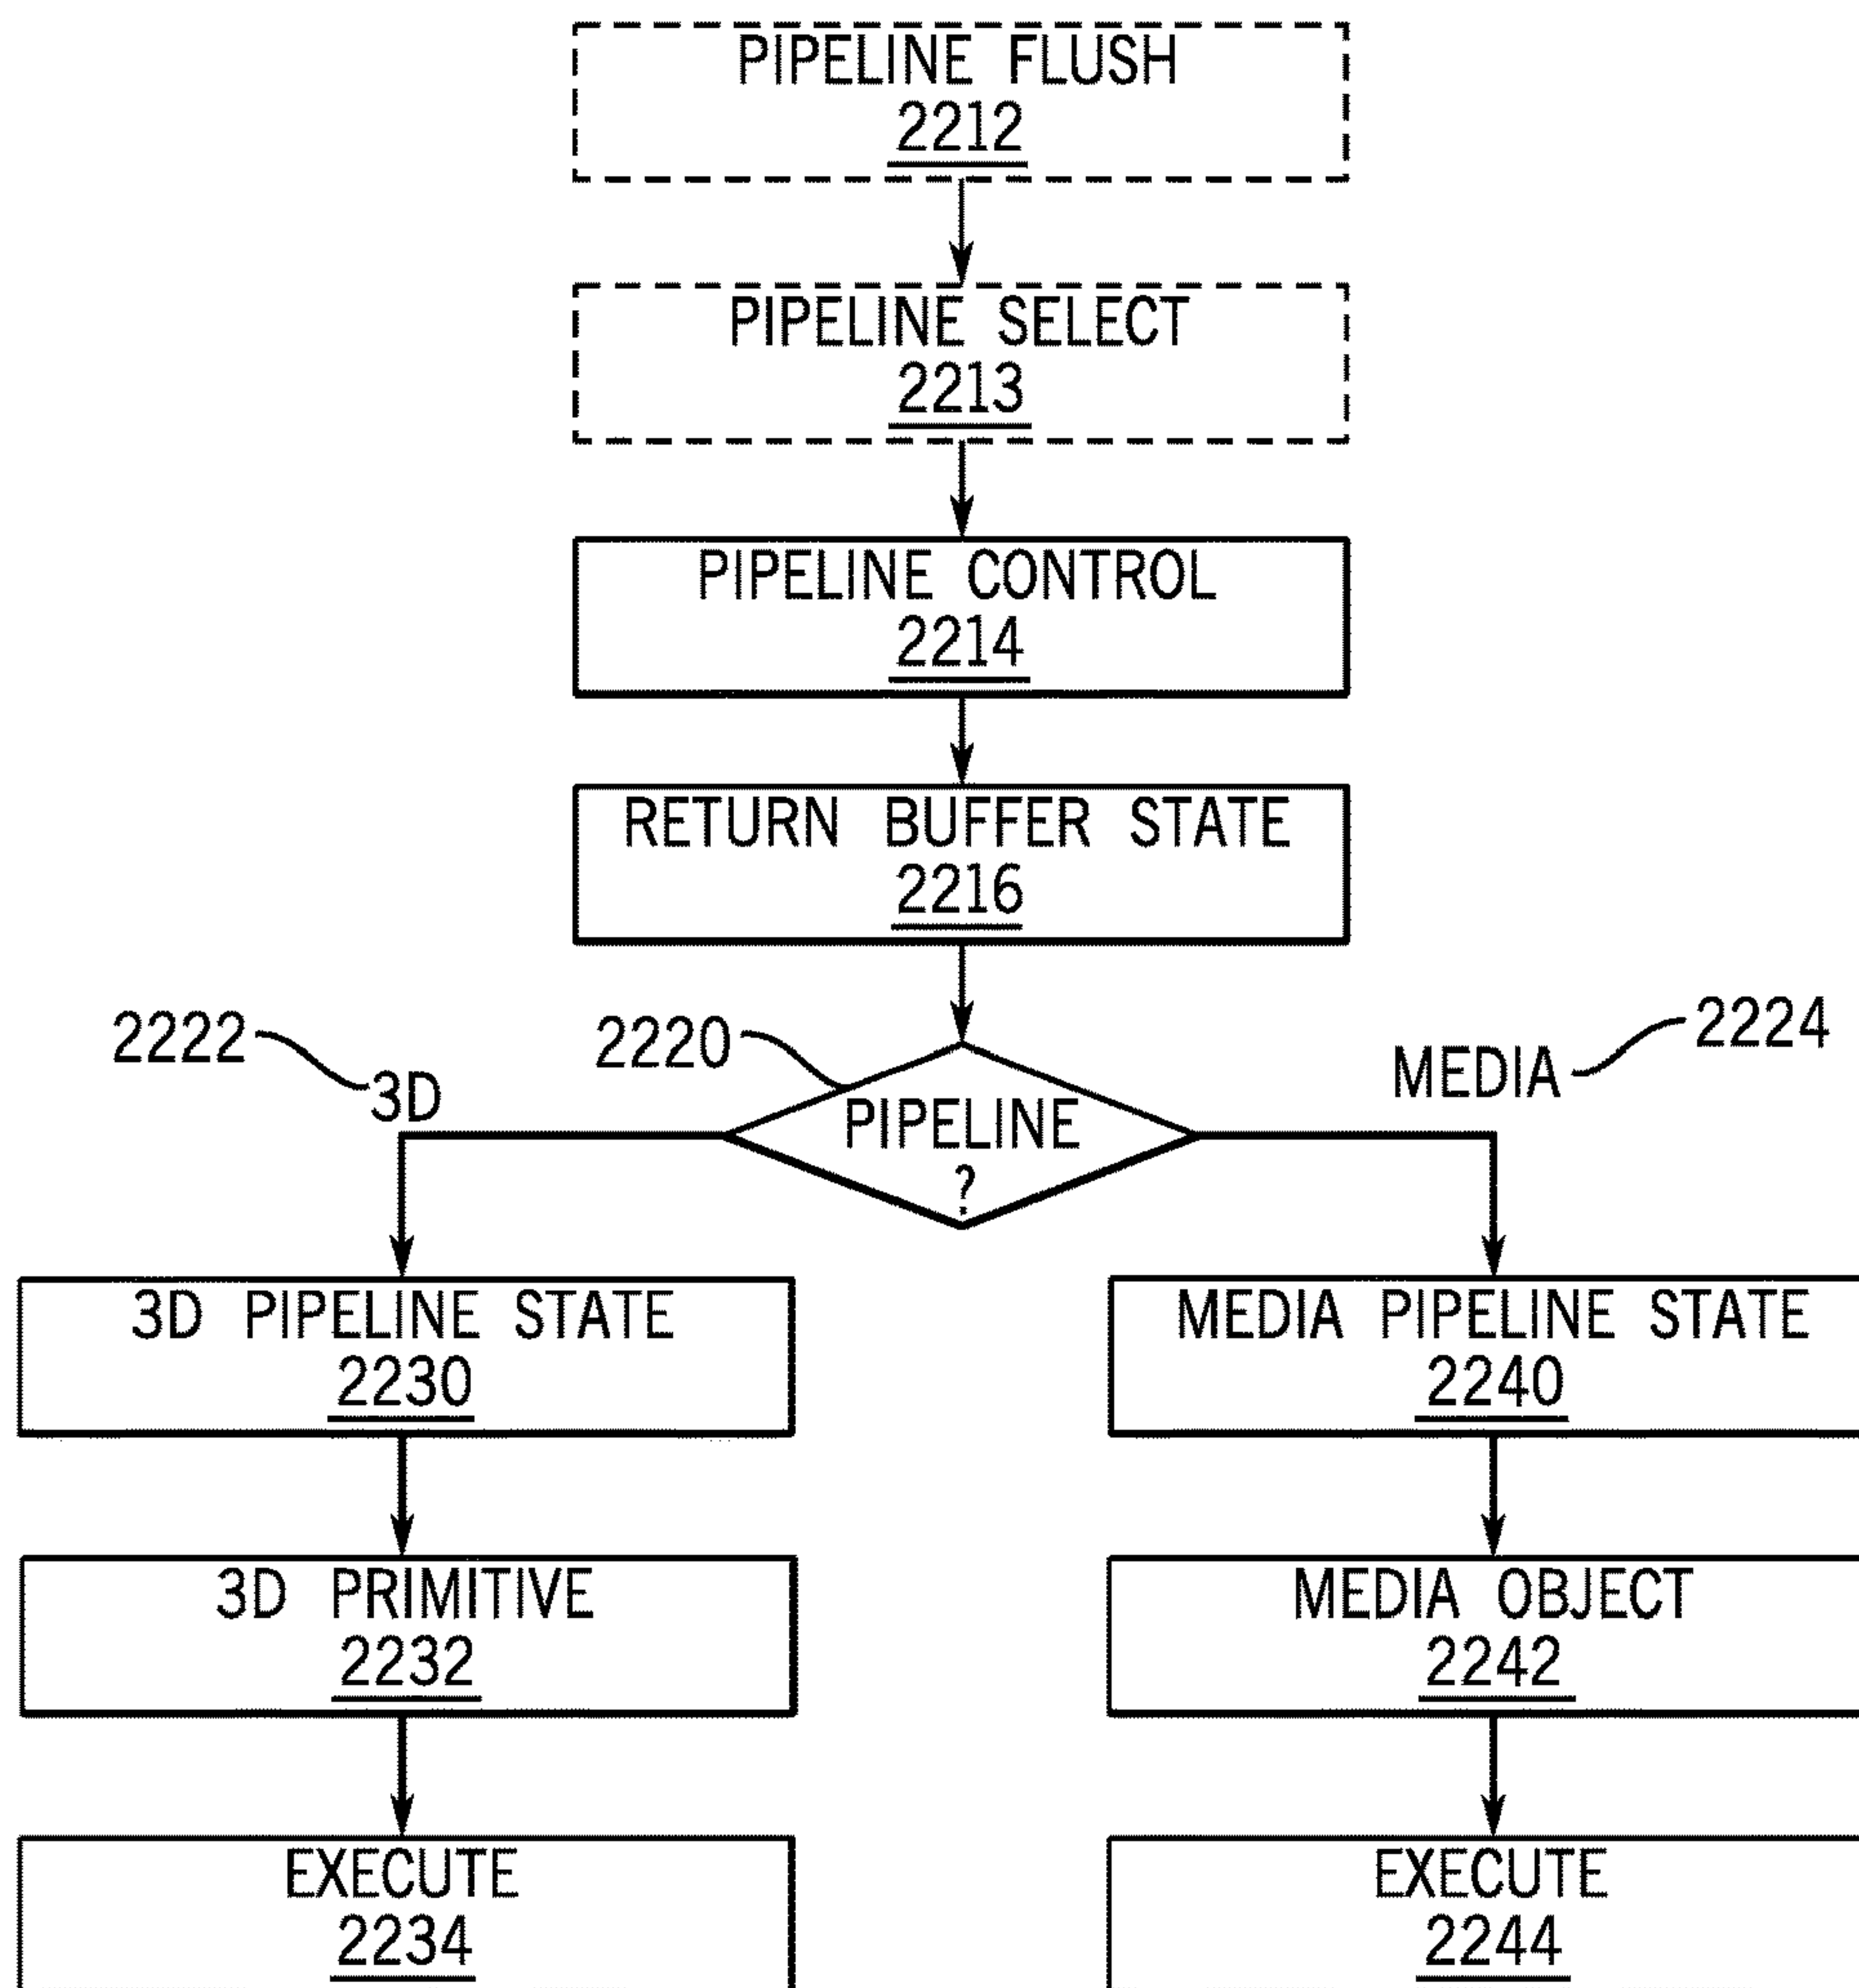 PIPELINE FLUSH
2212
PIPELINE SELECT
2213
PIPELINE CONTROL
2214
RETURN BUFFER STATE
2216
2222
3D
2220
PIPELINE
?
MEDIA
2224
3D PIPELINE STATE
2230
MEDIA PIPELINE STATE
2240
3D PRIMITIVE
2232
MEDIA OBJECT
2242
EXECUTE
2234
EXECUTE
2244